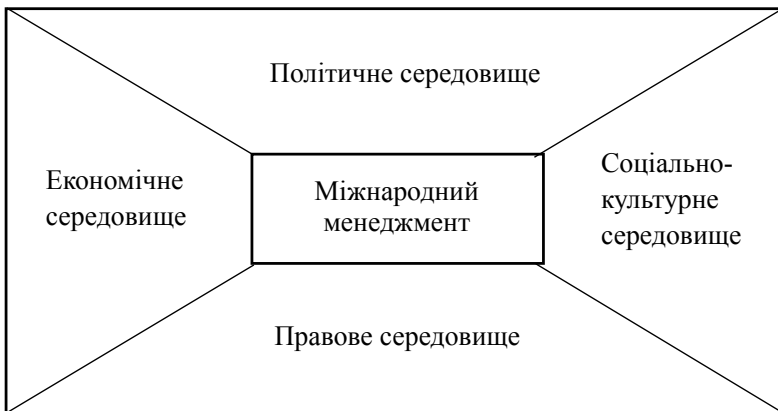 Політичне середовище
Економічне
середовище
Міжнародний
менеджмент
Соціально-
культурне
середовище
Правове середовище